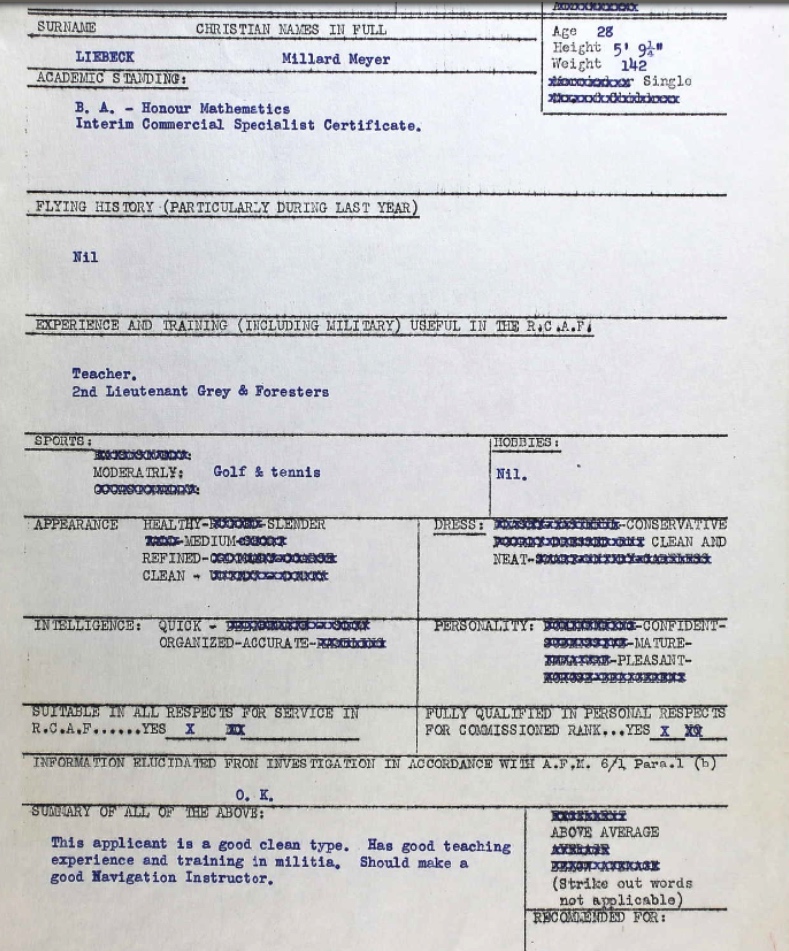 SURNAME CHRISTIAN NAMES IN FULL
LIEBECK Millard Meyer
Age 28
Height 5' 9¼"
Weight 142
Single
ACADEMIC STANDING:
B. A. - Honour Mathematics
Interim Commercial Specialist Certificate.
FLYING HISTORY (PARTICULARLY DURING LAST YEAR)
Nil
EXPERIENCE AND TRAINING (INCLUDING MILITARY) USEFUL IN THE R.C.A.F.
Teacher.
2nd Lieutenant Grey & Foresters
SPORTS:
MODERATRLY: Golf & tennis
HOBBIES:
Nil.
APPEARANCE HEALTHY- -SLENDER
-MEDIUM-
REFINED-
CLEAN -
DRESS: -CONSERVATIVE
CLEAN AND
NEAT-
INTELLIGENCE: QUICK -
ORGANIZED-ACCURATE-
PERSONALITY: -CONFIDENT-
-MATURE-
-PLEASANT-
SUITABLE IN ALL RESPECTS FOR SERVICE IN
R.C.A.F......YES X
FULLY QUALIFIED IN PERSONAL RESPECTS
FOR COMMISSIONED RANK...YES X
INFORMATION ELUCIDATED FROM INVESTIGATION IN ACCORDANCE WITH A.F.M. 6/1 Para.1 (b)
O. K.
SUMMARY OF ALL OF THE ABOVE:
This applicant is a good clean type. Has good teaching
experience and training in militia. Should make a
good Navigation Instructor.
ABOVE AVERAGE
(Strike out words
not applicable)
RECOMMENDED FOR: